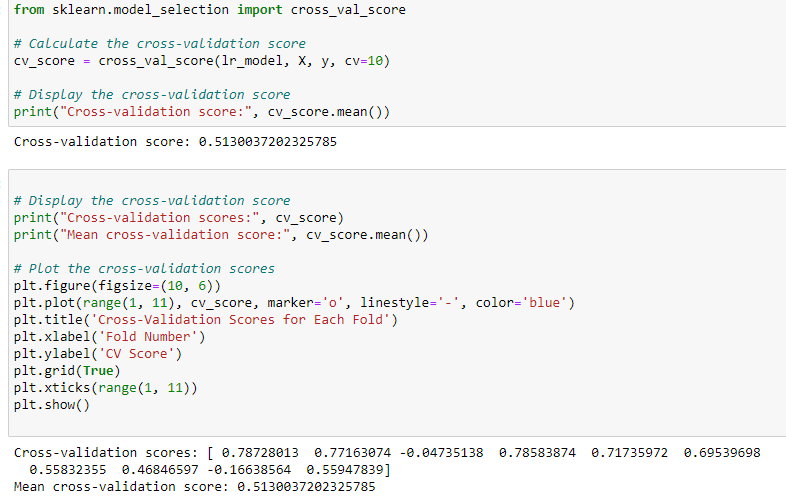 from sklearn.model_selection import cross_val_score
# Calculate the cross-validation score
cv_score = cross_val_score(lr_model, X, y, cv=10)
# Display the cross-validation score
print("Cross-validation score:", cv_score.mean())
Cross-validation score: 0.5130037202325785
# Display the cross-validation score
print("Cross-validation scores:", cv_score)
print("Mean cross-validation score:", cv_score.mean())
# Plot the cross-validation scores
plt.figure(figsize=(10, 6))
plt.plot(range(1, 11), cv_score, marker='o', linestyle='-', color='blue')
plt.title('Cross-Validation Scores for Each Fold')
plt.xlabel('Fold Number')
plt.ylabel('CV Score')
plt.grid(True)
plt.xticks(range(1, 11))
plt.show()
Cross-validation scores: [ 0.78728013  0.77163074 -0.04735138  0.78583874  0.71735972  0.69539698
  0.55832355  0.46846597 -0.16638564  0.55947839]
Mean cross-validation score: 0.5130037202325785